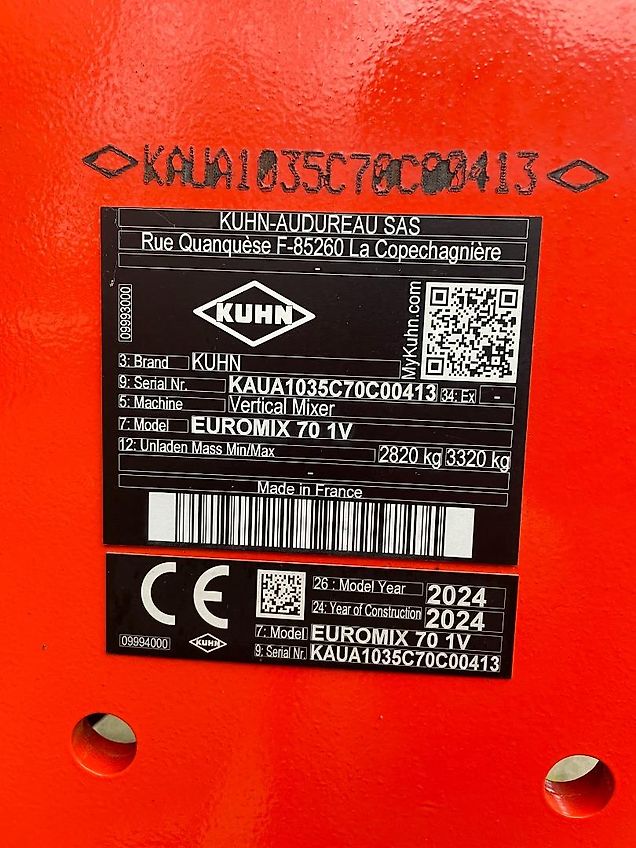 KAUA1035C70C00413
KUHN-AUDUREAU SAS
Rue Quanquèse F-85260 La Copechagnière
-
09993000
KUHN
MyKuhn.com
3: Brand KUHN
9: Serial Nr. KAUA1035C70C00413 34: Ex -
5: Machine Vertical Mixer
7: Model EUROMIX 70 1V
12: Unladen Mass Min/Max 2820 kg 3320 kg
-
Made in France
CE
26 : Model Year 2024
24: Year of Construction 2024
7: Model EUROMIX 70 1V
09994000 KUHN 9: Serial Nr. KAUA1035C70C00413